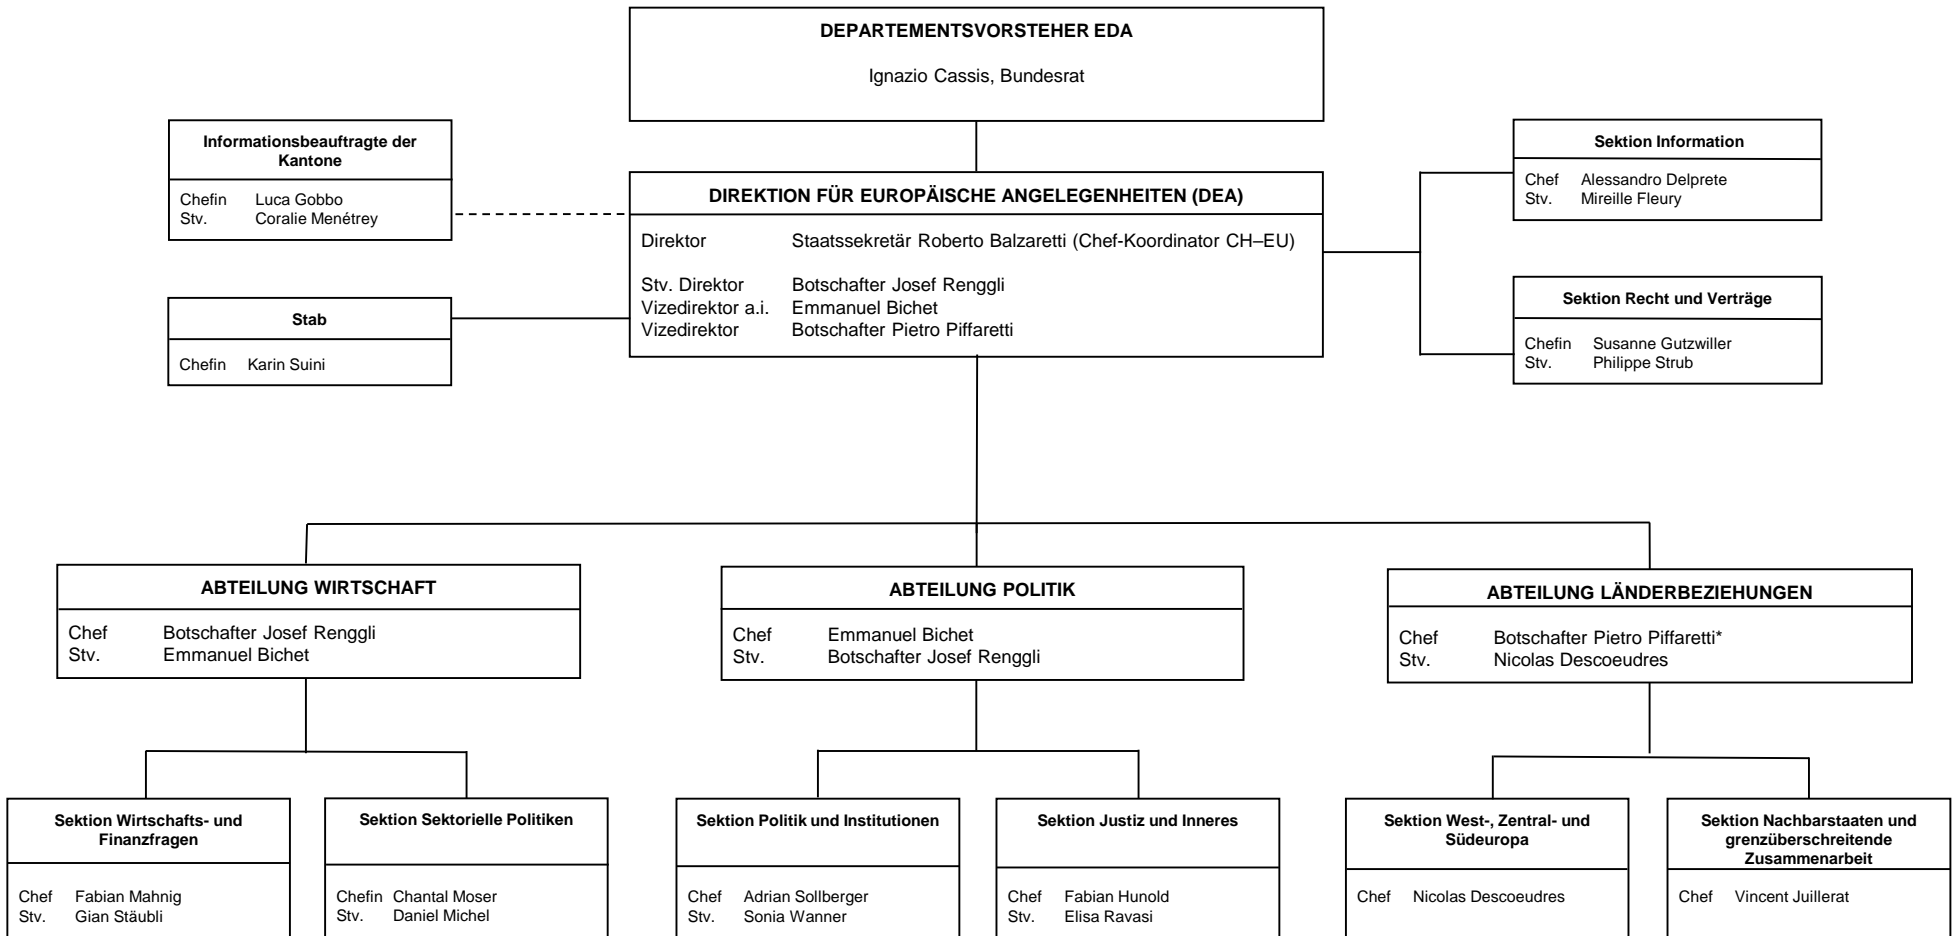 DEPARTEMENTSVORSTEHER EDA
Ignazio Cassis, Bundesrat
Informationsbeauftragte der
Kantone
Chefin Luca Gobbo
Stv. Coralie Menétrey
Sektion Information
Chef Alessandro Delprete
Stv. Mireille Fleury
DIREKTION FÜR EUROPÄISCHE ANGELEGENHEITEN (DEA)
Direktor Staatssekretär Roberto Balzaretti (Chef-Koordinator CH–EU)
Stv. Direktor Botschafter Josef Renggli
Vizedirektor a.i. Emmanuel Bichet
Vizedirektor Botschafter Pietro Piffaretti
Stab
Chefin Karin Suini
Sektion Recht und Verträge
Chefin Susanne Gutzwiller
Stv. Philippe Strub
ABTEILUNG WIRTSCHAFT
Chef Botschafter Josef Renggli
Stv. Emmanuel Bichet
ABTEILUNG POLITIK
Chef Emmanuel Bichet
Stv. Botschafter Josef Renggli
ABTEILUNG LÄNDERBEZIEHUNGEN
Chef Botschafter Pietro Piffaretti*
Stv. Nicolas Descoeudres
Sektion Wirtschafts- und
Finanzfragen
Chef Fabian Mahnig
Stv. Gian Stäubli
Sektion Sektorielle Politiken
Chefin Chantal Moser
Stv. Daniel Michel
Sektion Politik und Institutionen
Chef Adrian Sollberger
Stv. Sonia Wanner
Sektion Justiz und Inneres
Chef Fabian Hunold
Stv. Elisa Ravasi
Sektion West-, Zentral- und
Südeuropa
Chef Nicolas Descoeudres
Sektion Nachbarstaaten und
grenzüberschreitende
Zusammenarbeit
Chef Vincent Juillerat